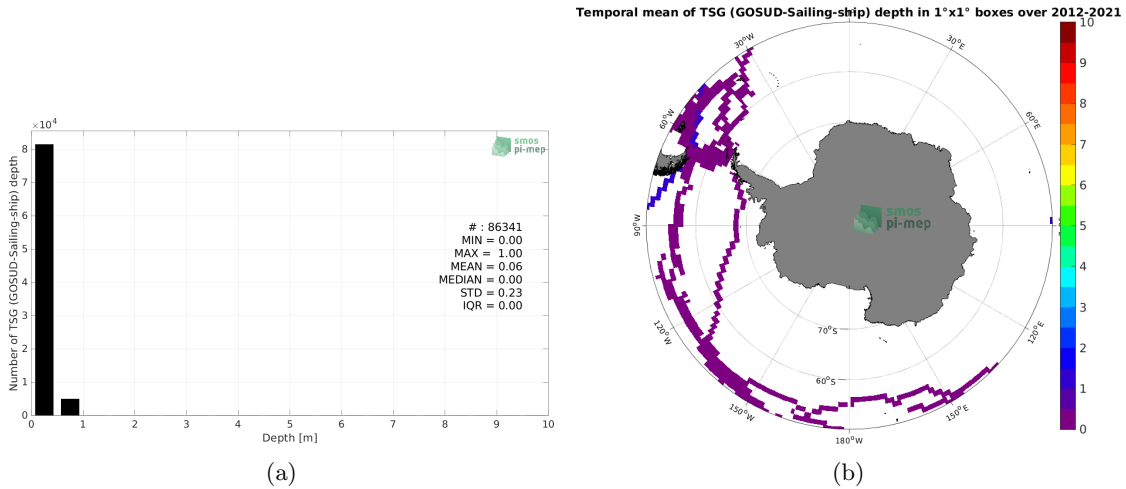 Temporal mean of TSG (GOSUD-Sailing-ship) depth in 1°x1° boxes over 2012-2021
×10⁴
Number of TSG (GOSUD-Sailing-ship) depth
8
7
6
5
4
3
2
1
0
0 1 2 3 4 5 6 7 8 9 10
Depth [m]
smos
pi-mep
# : 86341
MIN = 0.00
MAX = 1.00
MEAN = 0.06
MEDIAN = 0.00
STD = 0.23
IQR = 0.00
(a)
30°W
30°E
60°W
60°E
90°W
120°W
120°E
150°W
150°E
180°W
70°S
60°S
smos
pi-mep
10
9
8
7
6
5
4
3
2
1
0
(b)